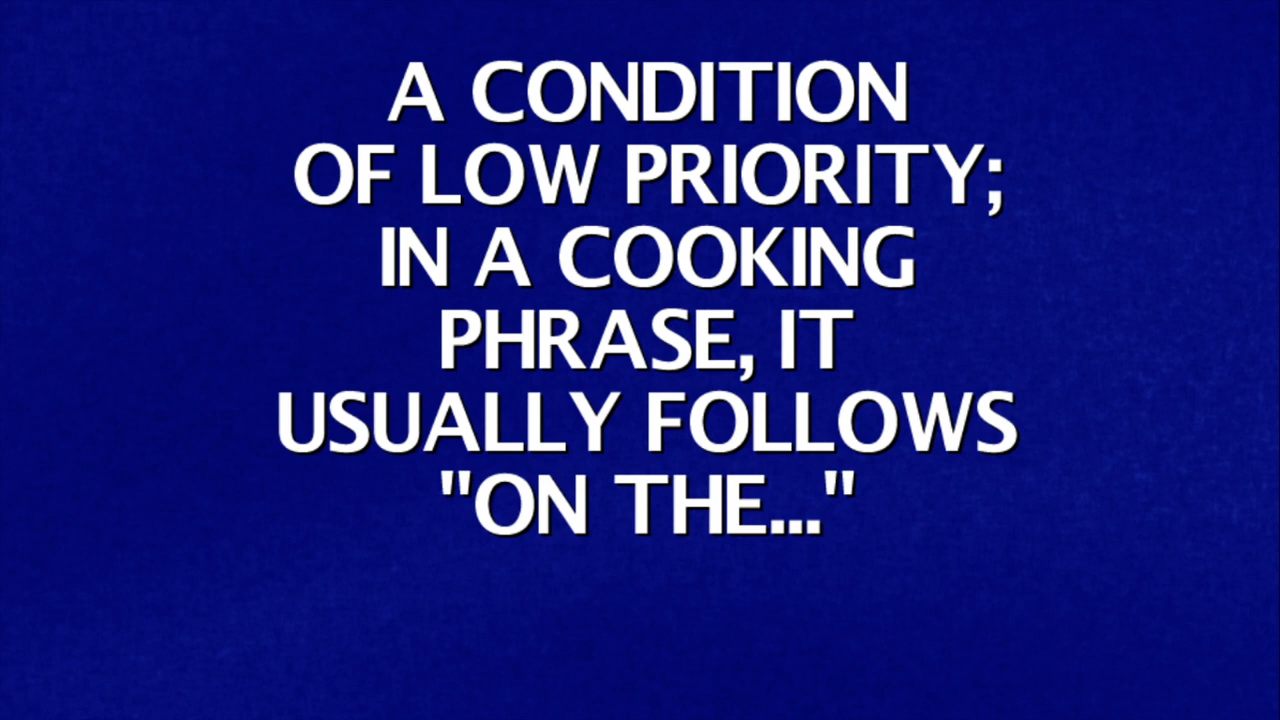 A CONDITION
OF LOW PRIORITY;
IN A COOKING
PHRASE, IT
USUALLY FOLLOWS
"ON THE..."